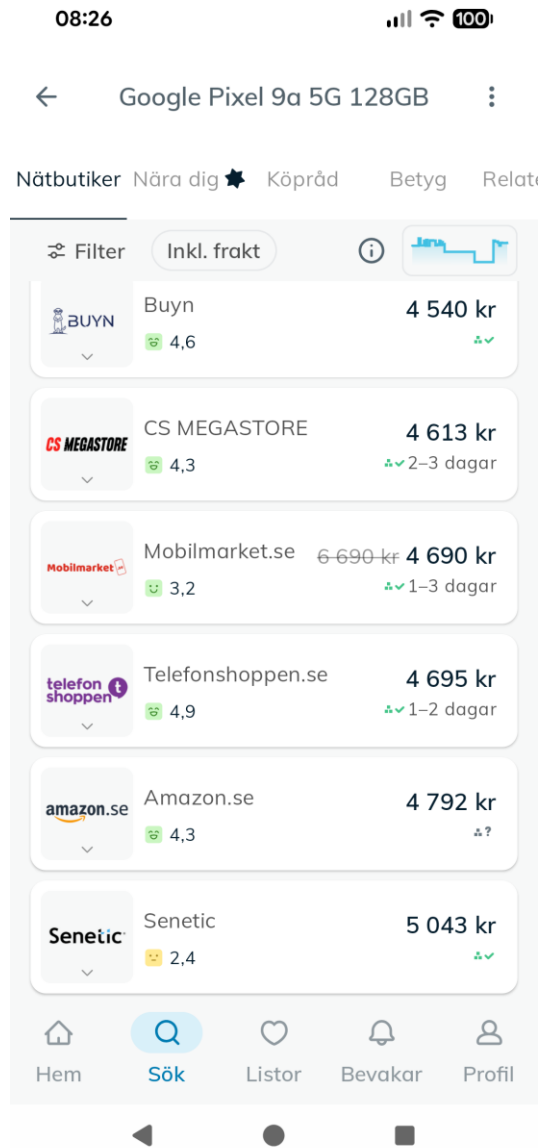 08:26
100
Google Pixel 9a 5G 128GB
Nätbutiker Nära dig Köpråd Betyg Relate
Filter Inkl. frakt
BUYN
Buyn
4 540 kr
4,6
CS MEGASTORE
CS MEGASTORE
4 613 kr
4,3
2–3 dagar
Mobilmarket
Mobilmarket.se
6 690 kr 4 690 kr
3,2
1–3 dagar
telefon
shoppen
Telefonshoppen.se
4 695 kr
4,9
1–2 dagar
amazon.se
Amazon.se
4 792 kr
4,3
?
Senetic
Senetic
5 043 kr
2,4
Hem Sök Listor Bevakar Profil